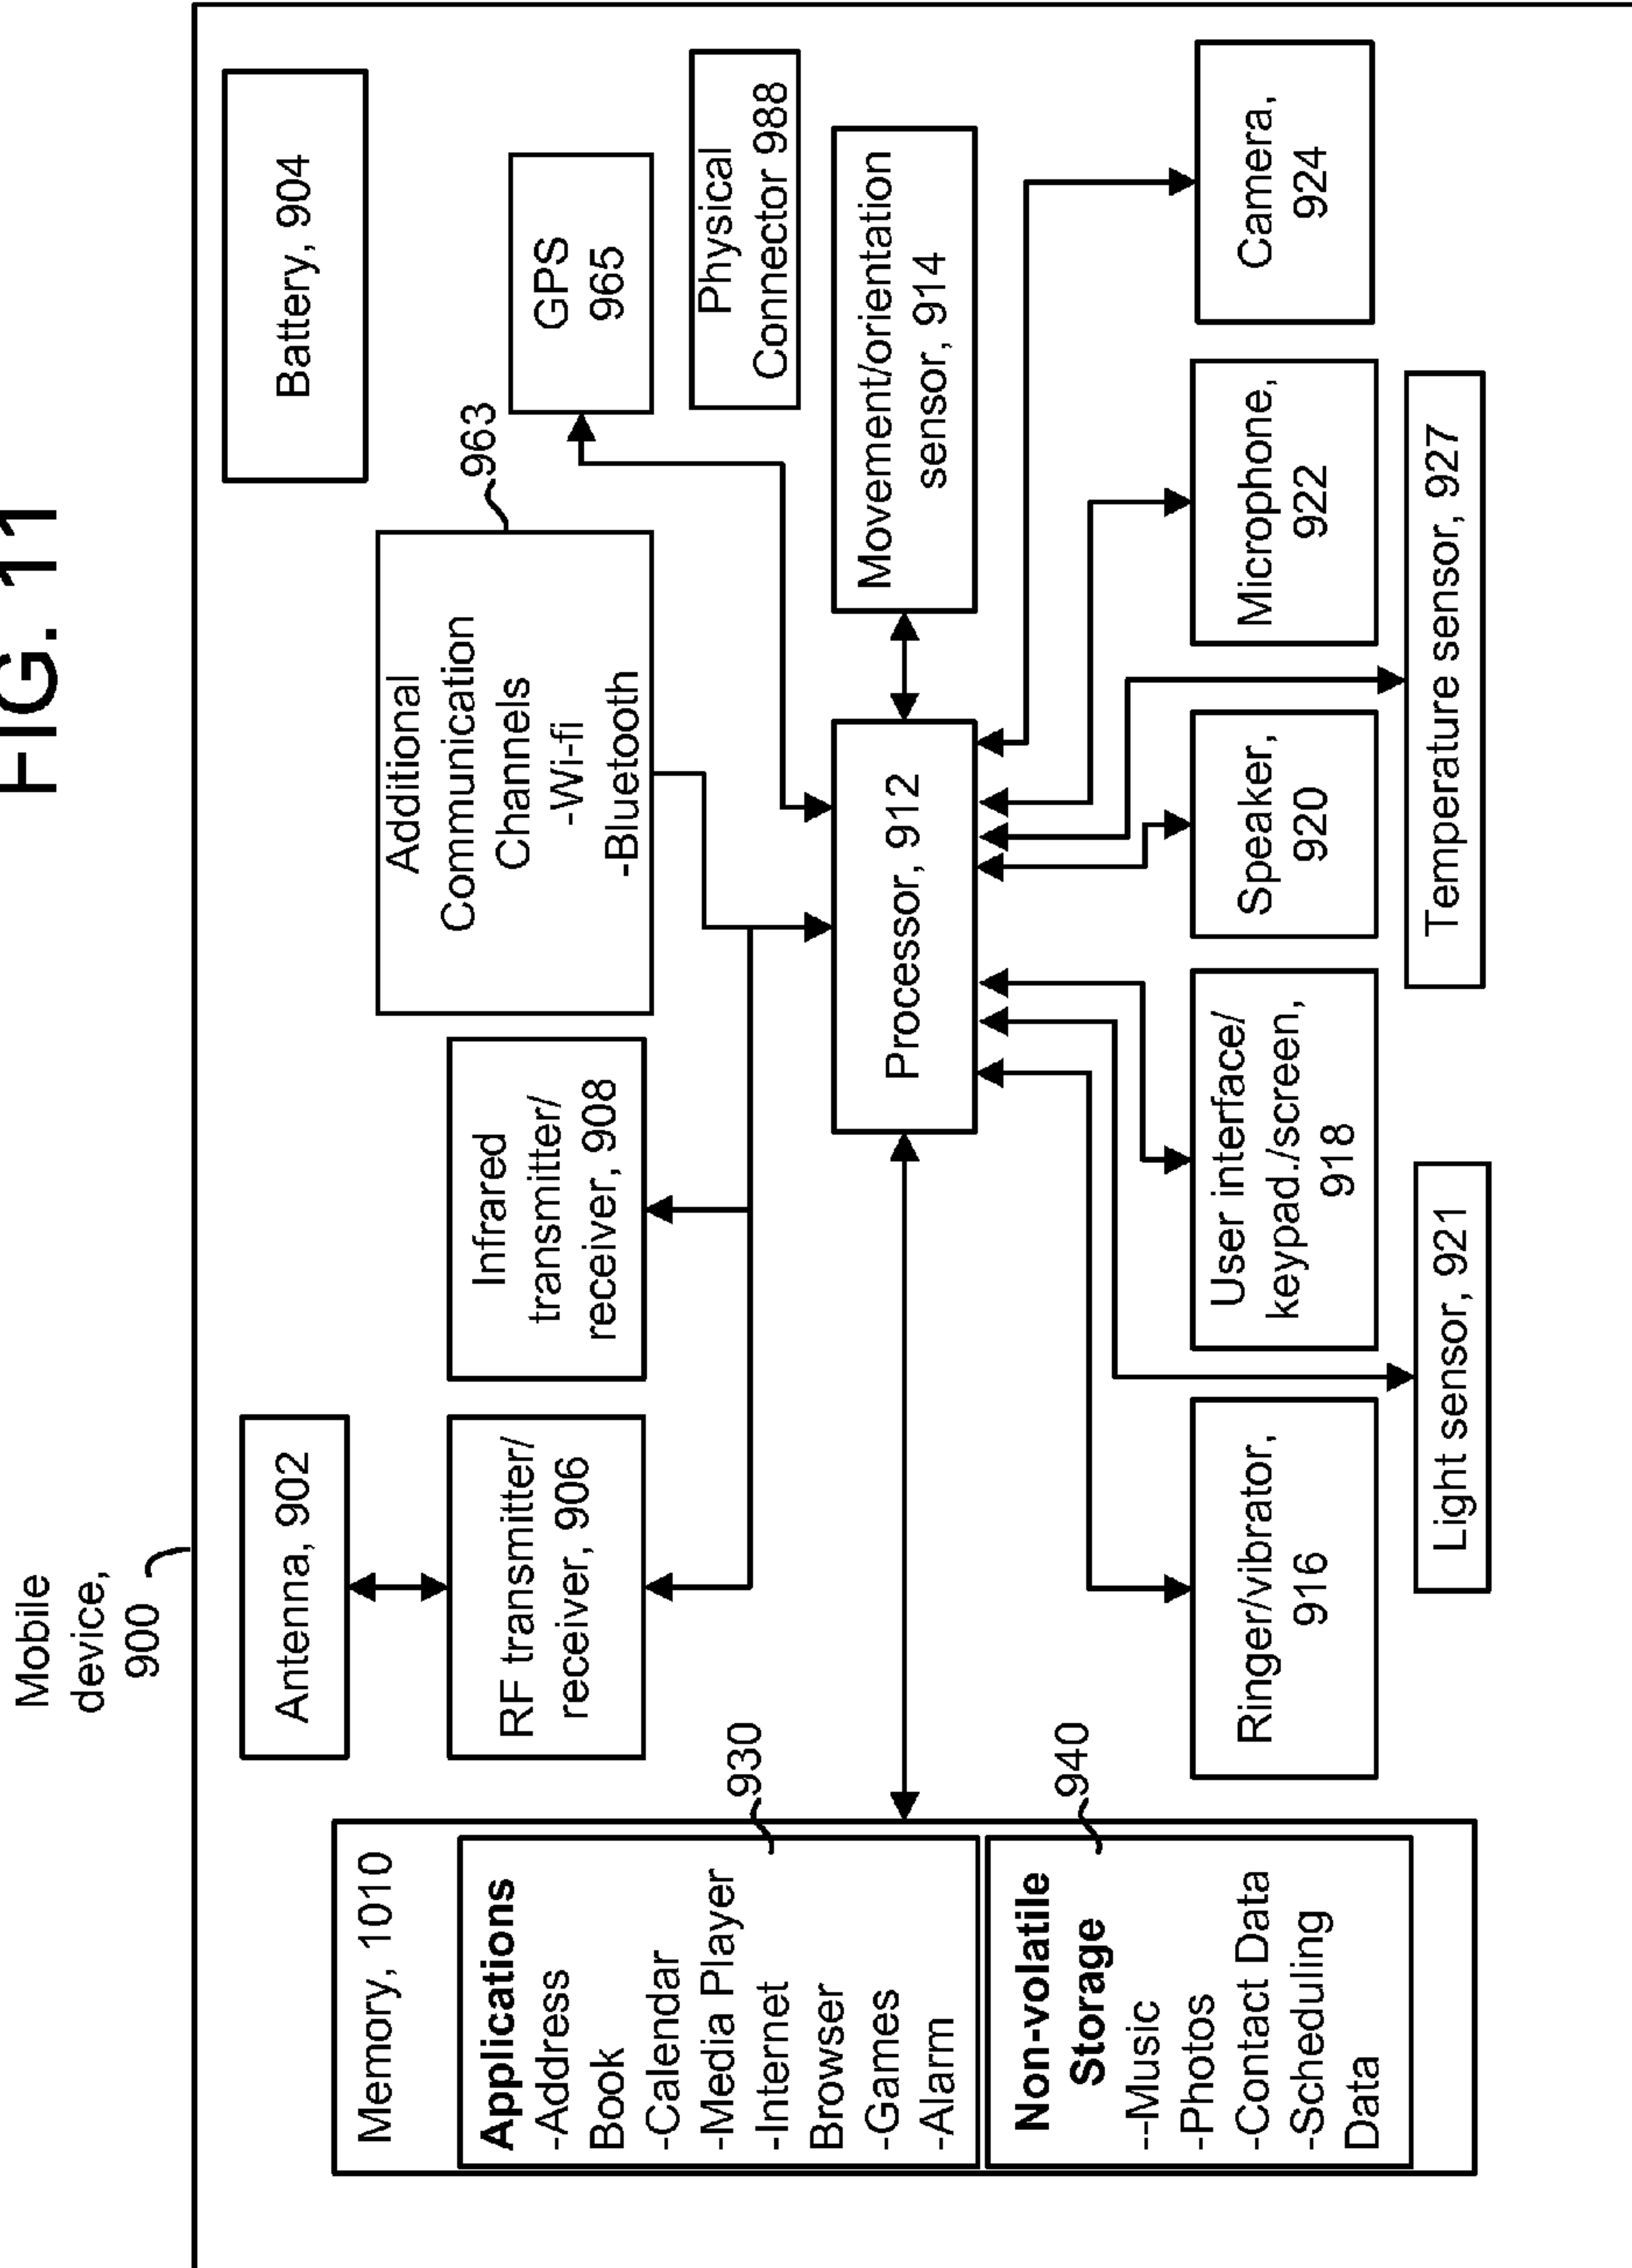 FIG. 11
Mobile
device,
900
Antenna, 902
Battery, 904
RF transmitter/
receiver, 906
Infrared
transmitter/
receiver, 908
Additional
Communication
Channels
-Wi-fi
-Bluetooth
963
GPS
965
Physical
Connector 988
Memory, 1010
Applications
-Address
Book
-Calendar
-Media Player
-Internet
Browser
-Games
-Alarm
930
Non-volatile
Storage
--Music
-Photos
-Contact Data
-Scheduling
Data
940
Processor, 912
Movement/orientation
sensor, 914
Ringer/vibrator,
916
User interface/
keypad./screen,
918
Speaker,
920
Microphone,
922
Camera,
924
Light sensor, 921
Temperature sensor, 927